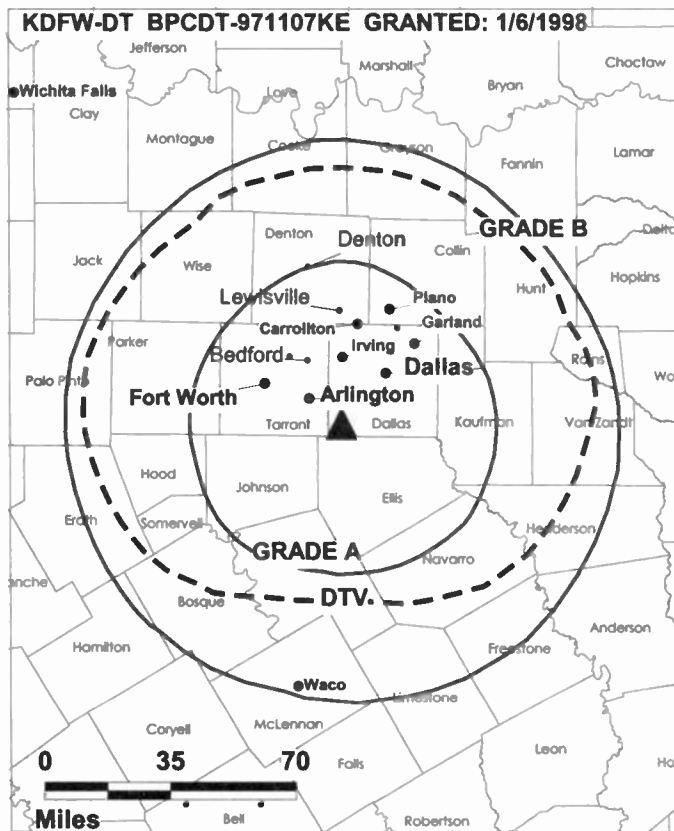 KDFW-DT BPCDT-971107KE GRANTED: 1/6/1998
Jefferson
Marshall
Choctaw
Wichita Falls
Love
Bryan
Clay
Montague
Cooke
Grayson
Fannin
Lamar
GRADE B
Delta
Denton
Denton
Collin
Jack
Wise
Hunt
Hopkins
Lewisville
Plano
Carrollton
Garland
Parker
Irving
Bedford
Rains
Palo Pinto
Dallas
Fort Worth
Arlington
Tarrant
Dallas
Kaufman
Van Zandt
Hood
Johnson
Ellis
Erath
Somervell
Henderson
GRADE A
Navarro
anche
DTV.
Bosque
Anderson
Hamilton
Freestone
Waco
Limestone
Coryell
McLennan
Leon
Falls
0 35 70
Miles
Bell
Robertson